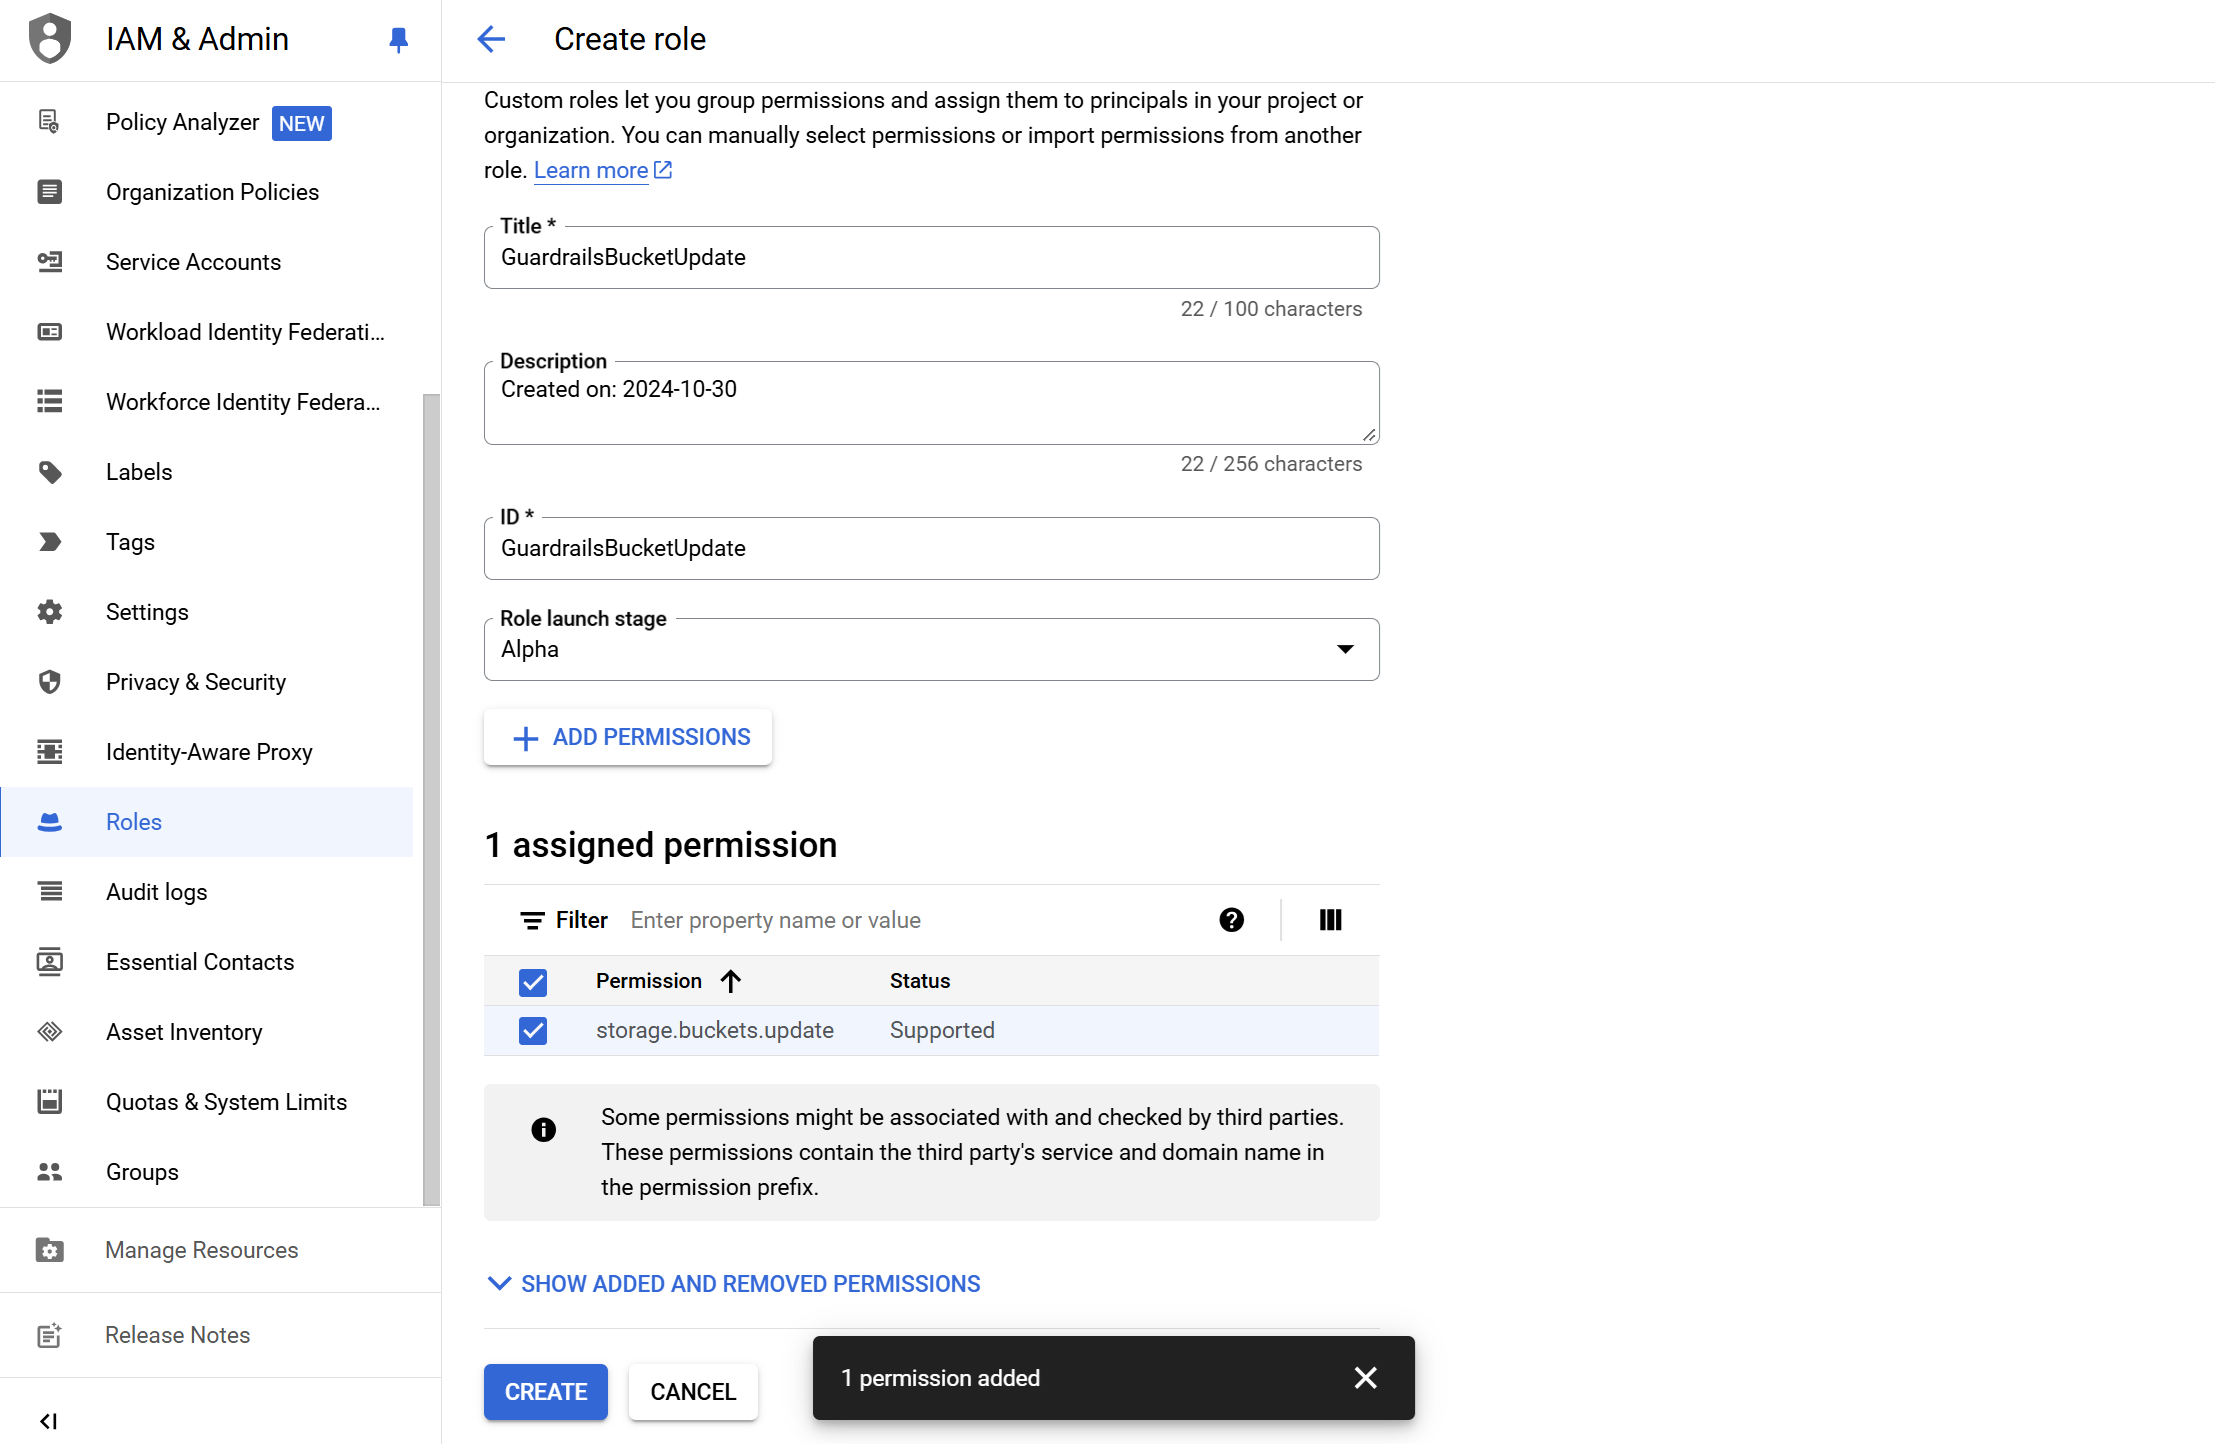 IAM & Admin
Policy Analyzer NEW
Organization Policies
Service Accounts
Workload Identity Federati...
Workforce Identity Federa...
Labels
Tags
Settings
Privacy & Security
Identity-Aware Proxy
Roles
Audit logs
Essential Contacts
Asset Inventory
Quotas & System Limits
Groups
Manage Resources
Release Notes
Create role
Custom roles let you group permissions and assign them to principals in your project or
organization. You can manually select permissions or import permissions from another
role. Learn more
Title *
GuardrailsBucketUpdate
22 / 100 characters
Description
Created on: 2024-10-30
22 / 256 characters
ID *
GuardrailsBucketUpdate
Role launch stage
Alpha
ADD PERMISSIONS
1 assigned permission
Filter Enter property name or value
Permission Status
storage.buckets.update Supported
Some permissions might be associated with and checked by third parties.
These permissions contain the third party's service and domain name in
the permission prefix.
SHOW ADDED AND REMOVED PERMISSIONS
CREATE CANCEL
1 permission added